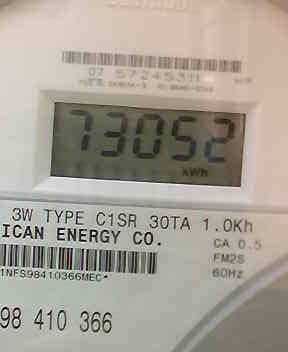 07 57245311
73052
kWh
3W TYPE C1SR 30TA 1.0Kh
ICAN ENERGY CO.
CA 0.5
FM2S
60Hz
1NFS98410366MEC*
98 410 366